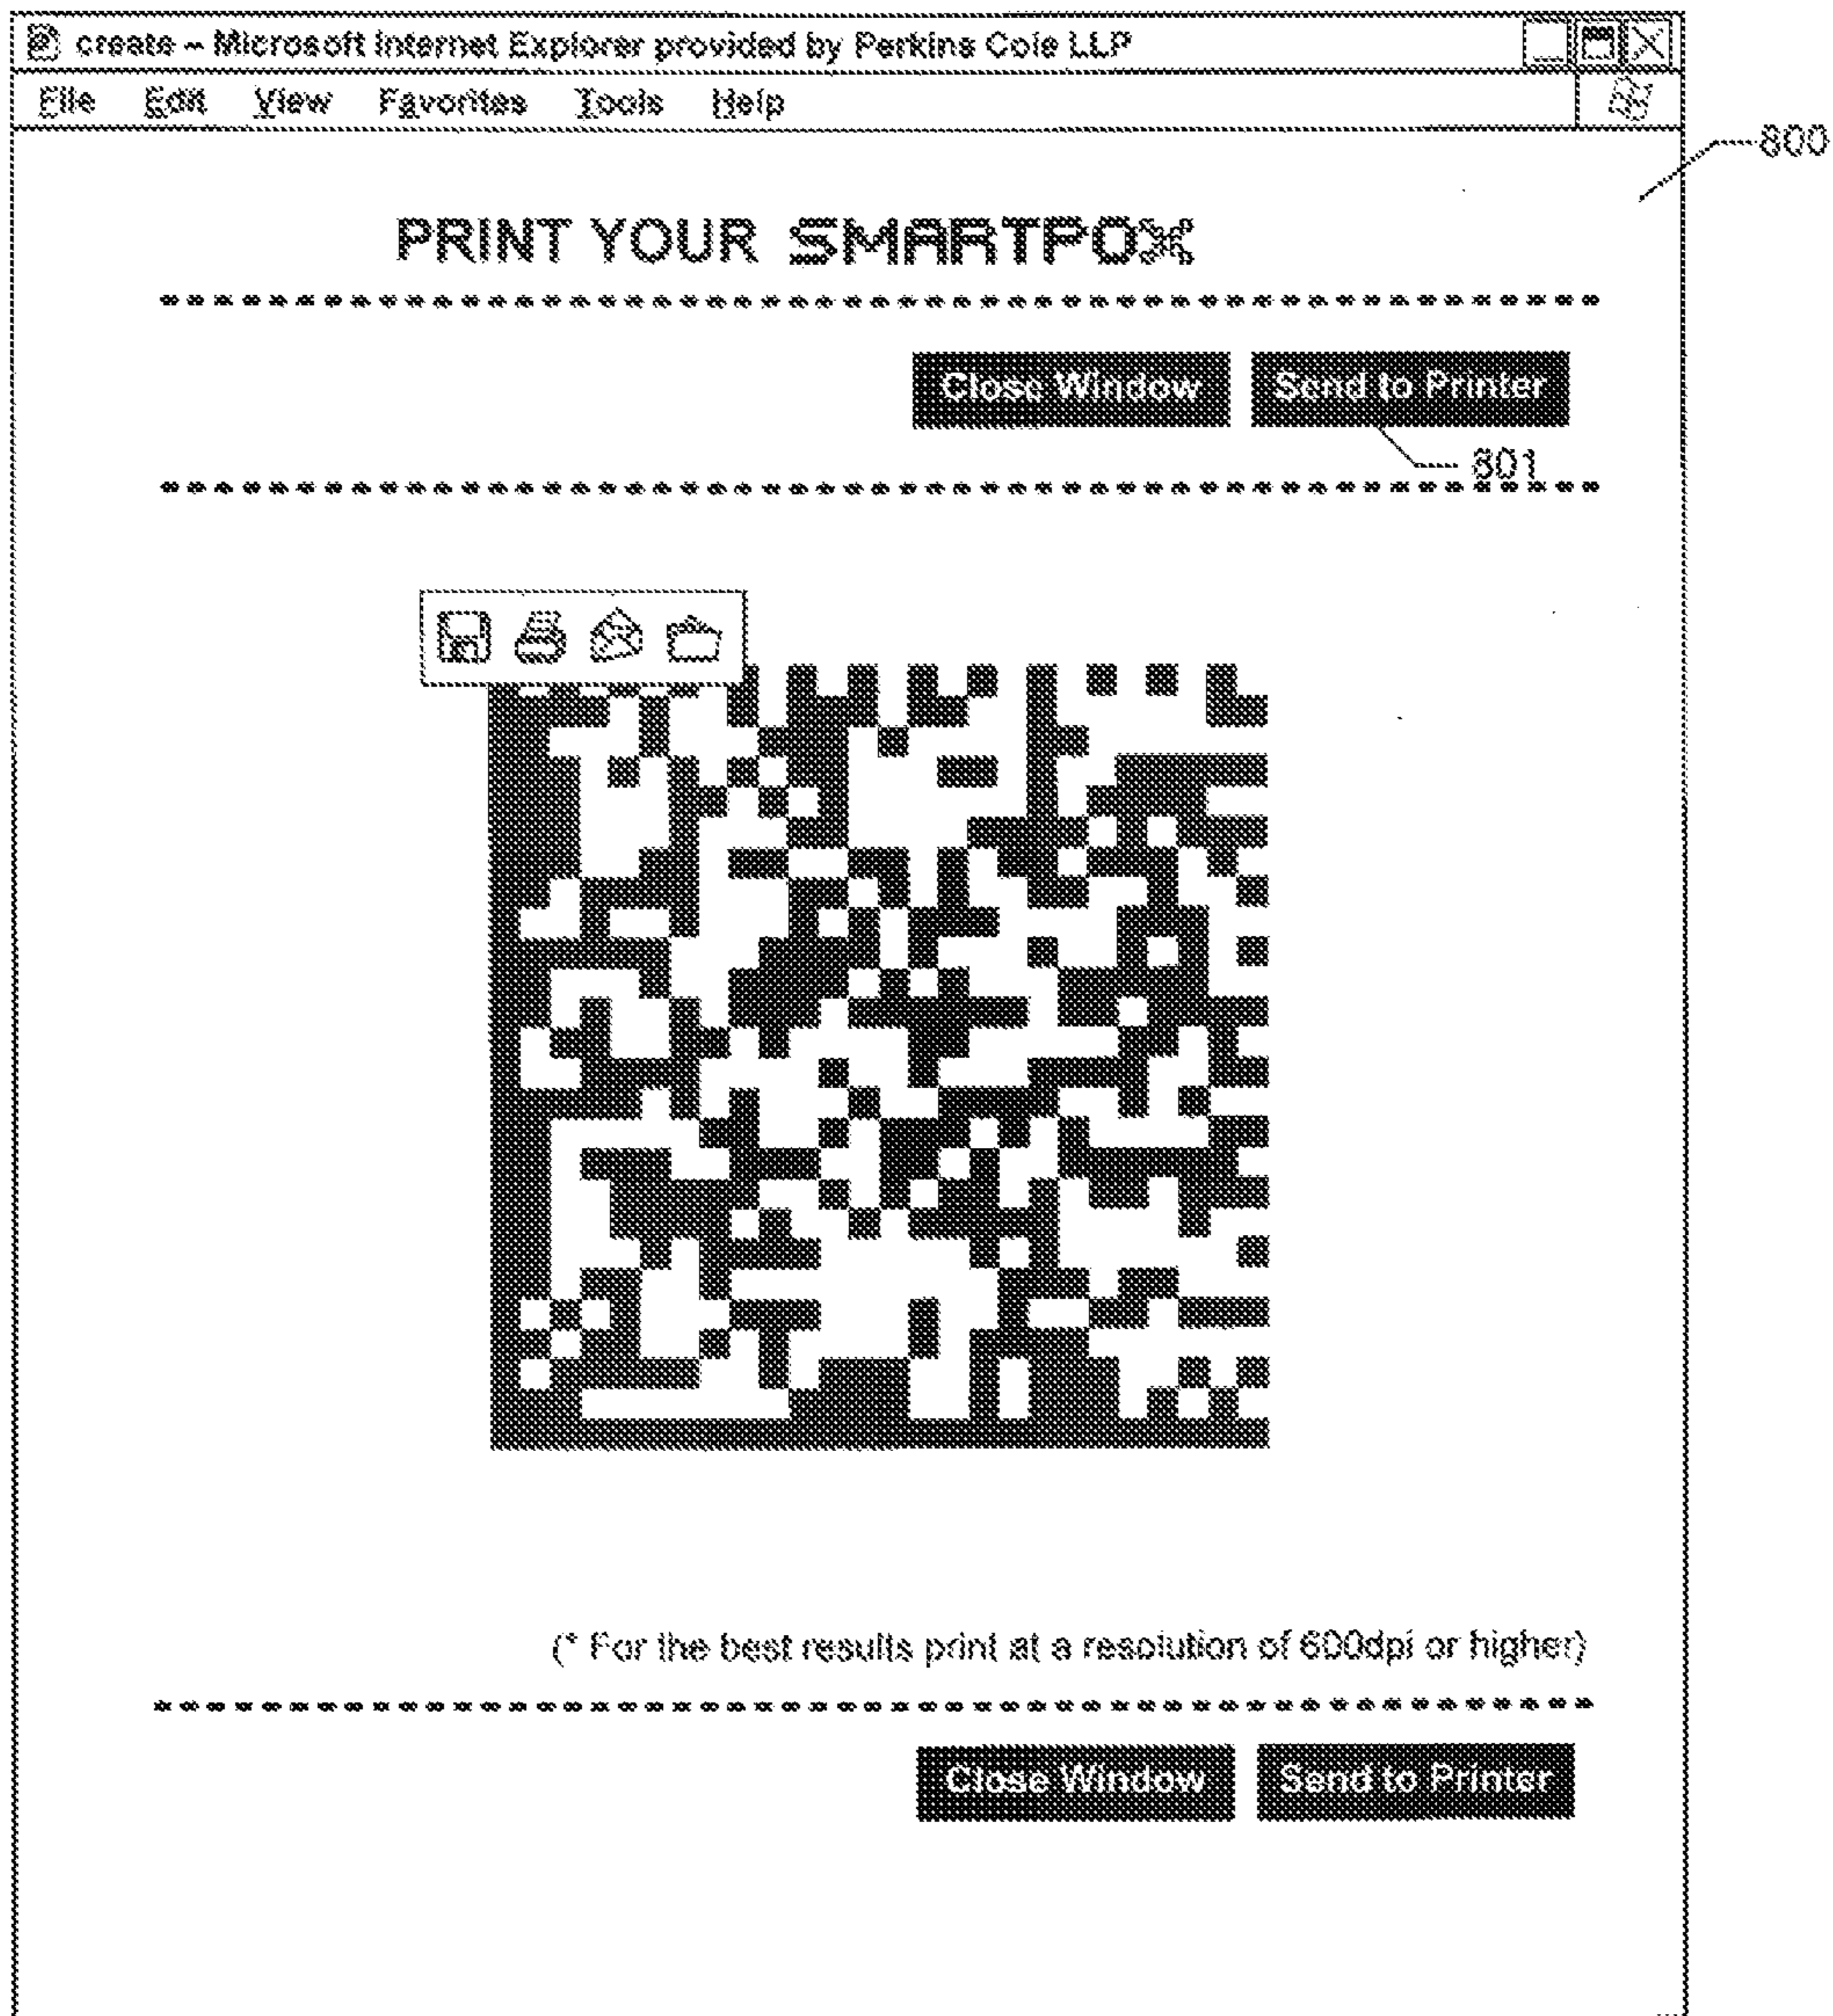 create – Microsoft Internet Explorer provided by Perkins Coie LLP
File Edit View Favorites Tools Help
800
PRINT YOUR SMARTPOX
Close Window Send to Printer
801
(* For the best results print at a resolution of 600dpi or higher)
Close Window Send to Printer